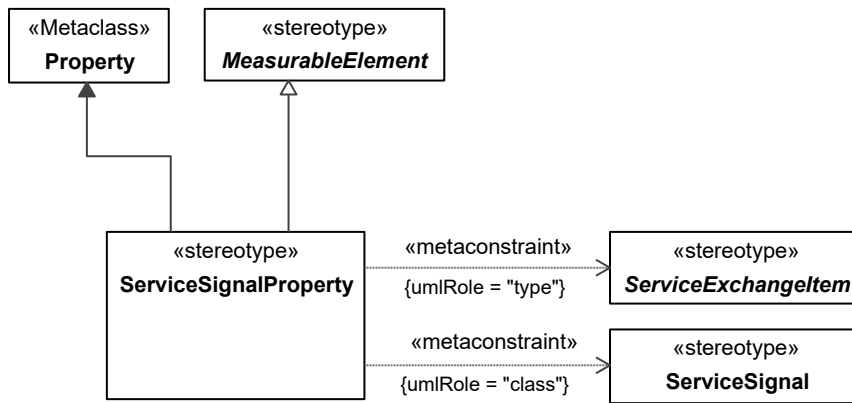 «Metaclass»
Property
«stereotype»
MeasurableElement
«stereotype»
ServiceSignalProperty
«metaconstraint»
{umlRole = "type"}
«stereotype»
ServiceExchangeItem
«metaconstraint»
{umlRole = "class"}
«stereotype»
ServiceSignal